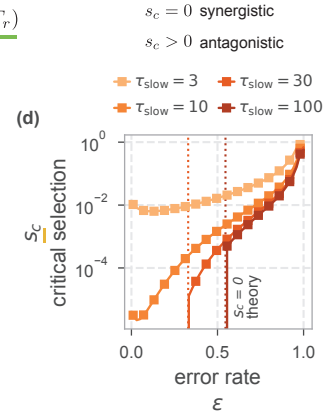 Γr)
s_c = 0 synergistic
s_c > 0 antagonistic
τ_slow = 3
τ_slow = 30
τ_slow = 10
τ_slow = 100
(d)
s_c
critical selection
10^0
10^−2
10^−4
s_c=0
theory
0.0 0.5 1.0
error rate
ε